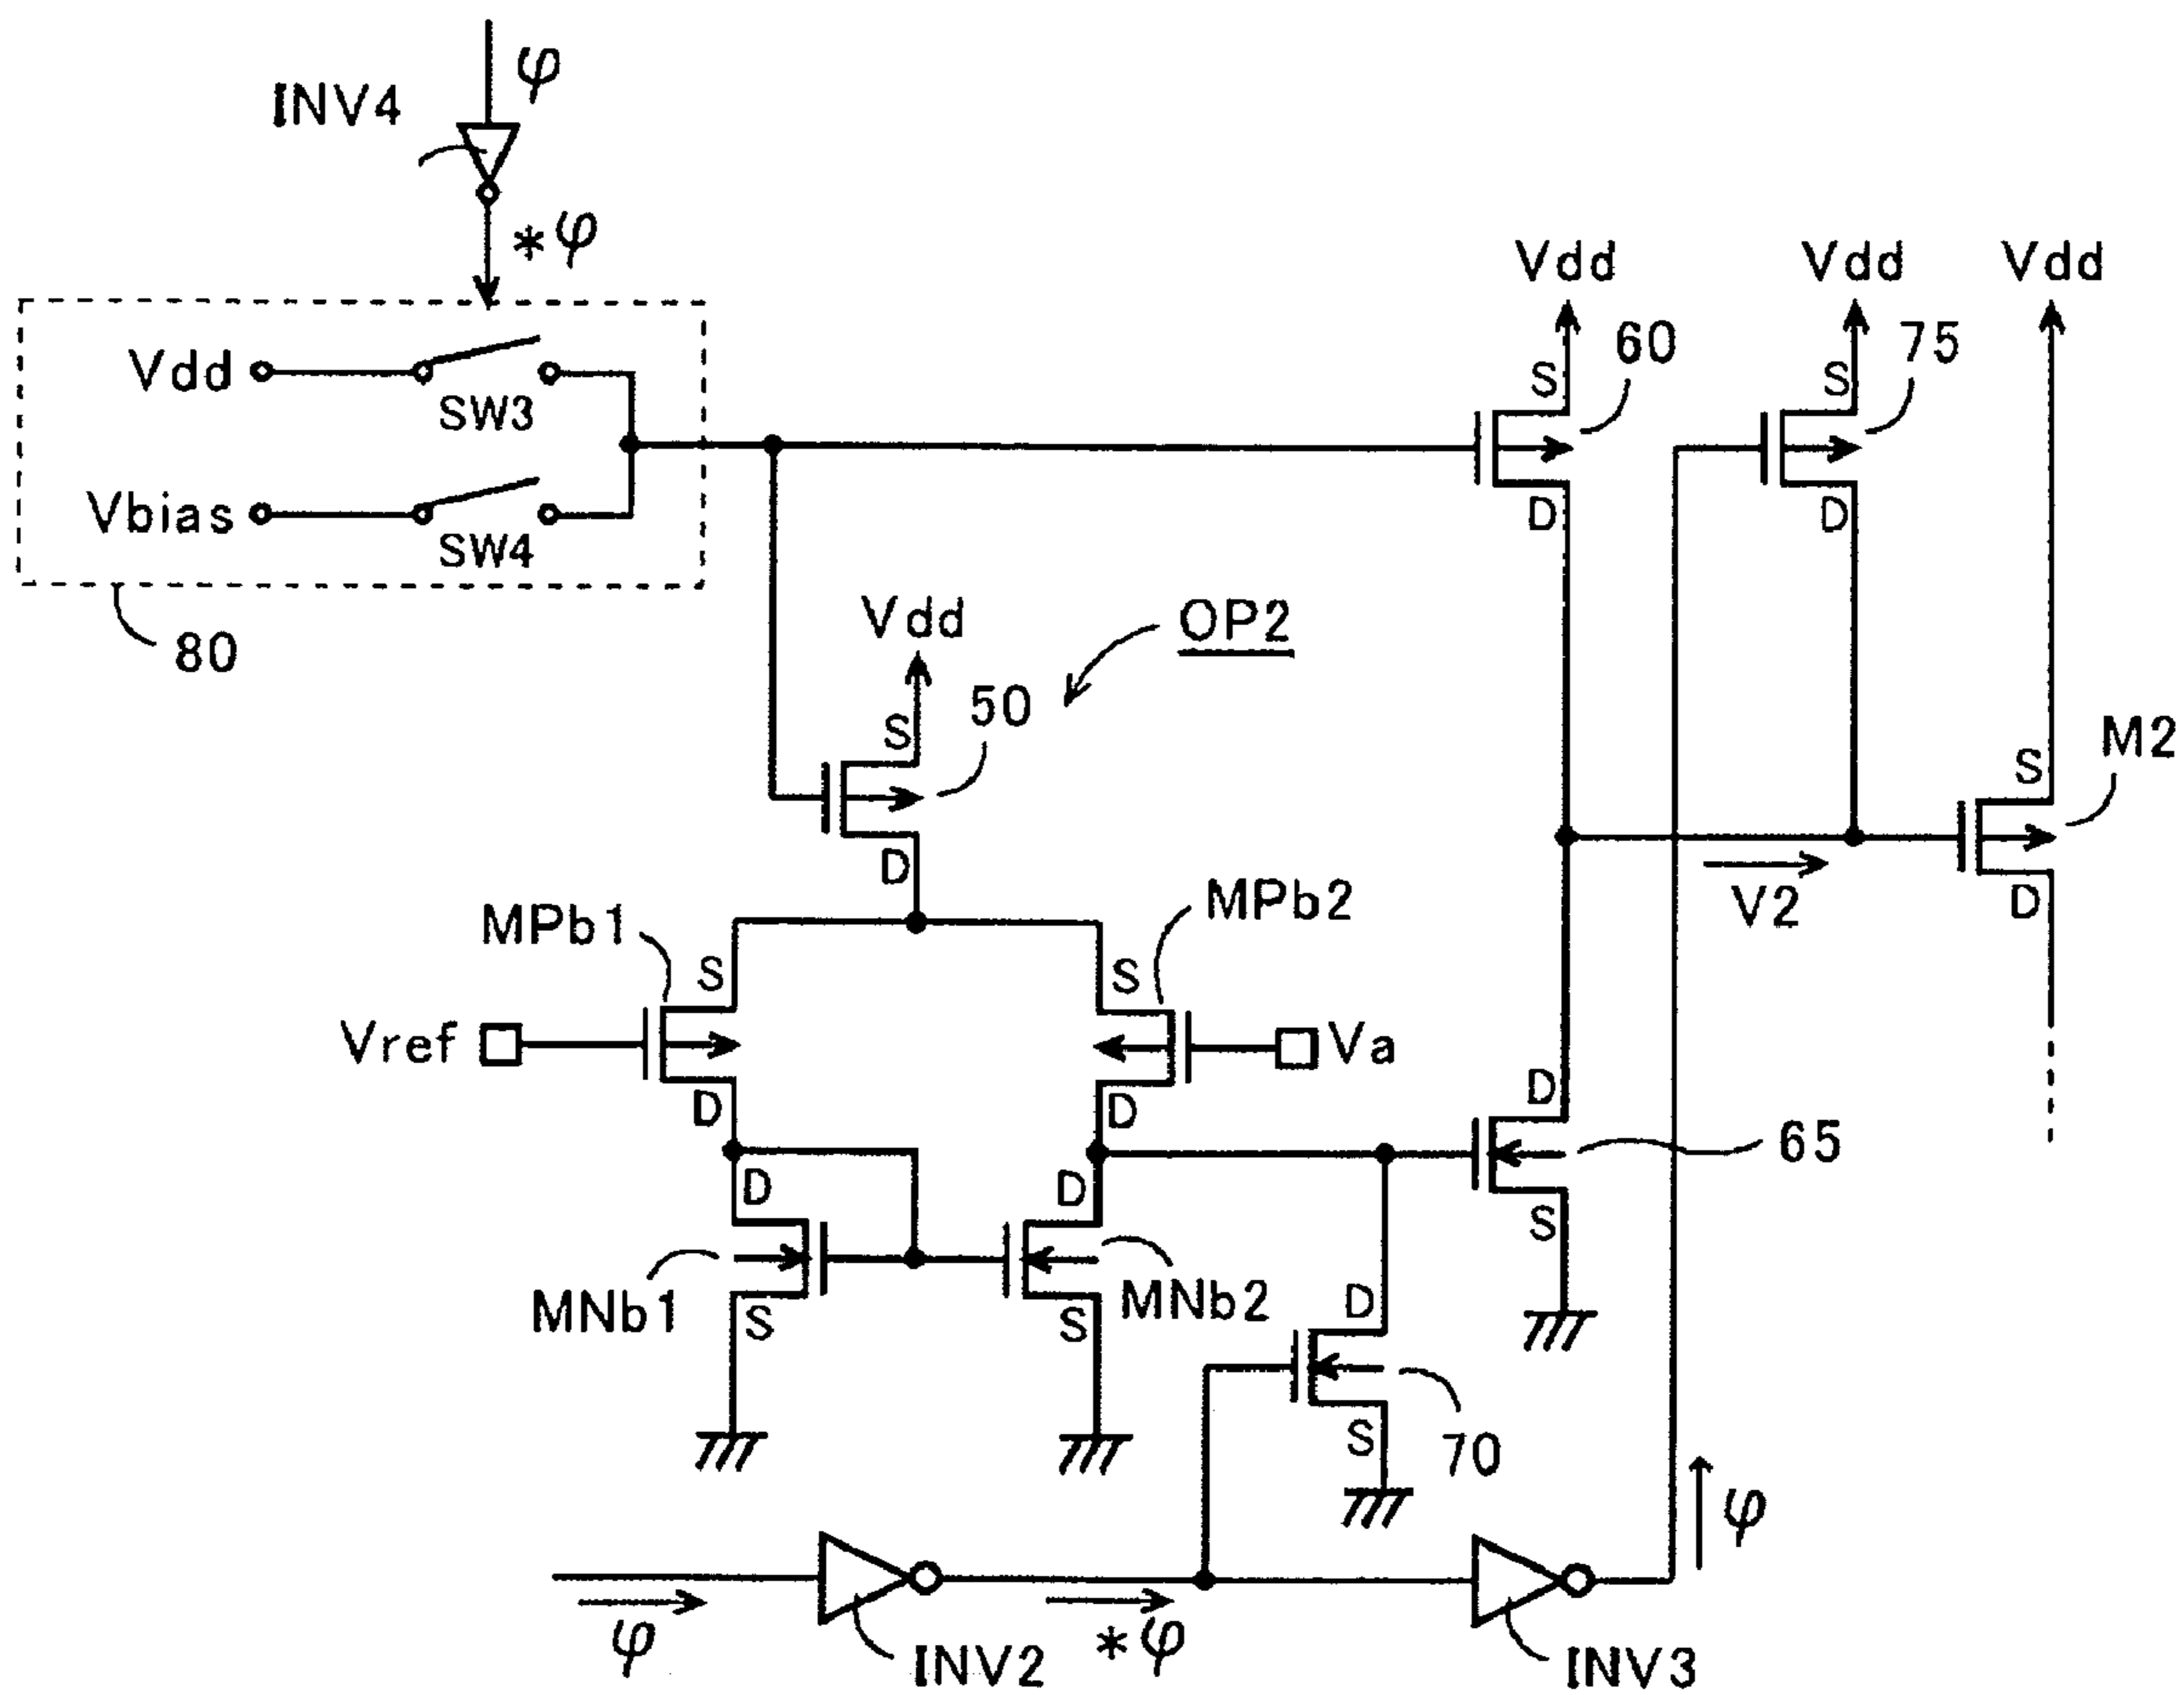 φ
INV4
*φ
Vdd
SW3
Vbias
SW4
80
Vdd
Vdd
Vdd
60
75
S
S
D
D
Vdd
OP2
50
S
D
M2
S
D
V2
MPb1
MPb2
S
S
Vref
Va
D
D
D
65
S
D
D
MNb1
MNb2
S
S
D
70
S
φ
INV2
*φ
INV3
φ